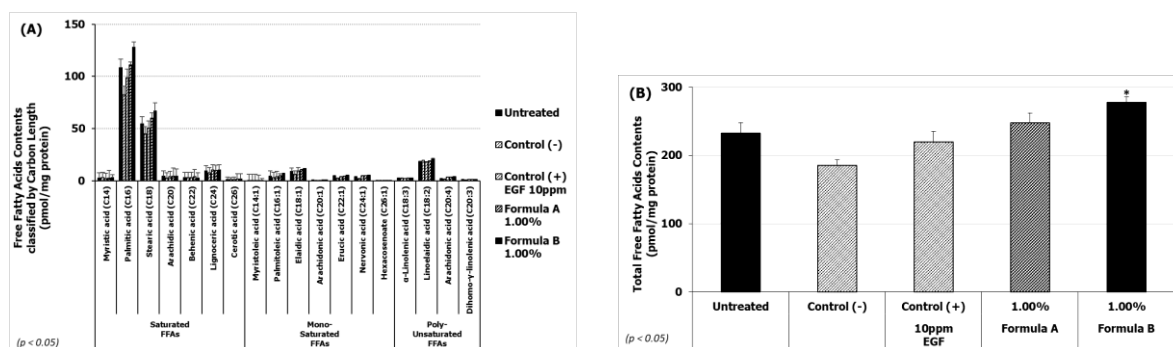 (A)
Free Fatty Acids Contents
classified by Carbon Length
(pmol/mg protein)
150
100
50
0
Myristic acid (C14)
Palmitic acid (C16)
Stearic acid (C18)
Arachidic acid (C20)
Behenic acid (C22)
Lignoceric acid (C24)
Cerotic acid (C26)
Myristoleic acid (C14:1)
Palmitoleic acid (C16:1)
Elaidic acid (C18:1)
Arachidonic acid (C20:1)
Erucic acid (C22:1)
Nervonic acid (C24:1)
Hexacosenoate (C26:1)
α-Linolenic acid (C18:3)
Linoelaidic acid (C18:2)
Arachidonic acid (C20:4)
Dihomo-γ-linolenic acid (C20:3)
Saturated
FFAs
Mono-
Saturated
FFAs
Poly-
Unsaturated
FFAs
(p < 0.05)
Untreated
Control (-)
Control (+)
EGF 10ppm
Formula A
1.00%
Formula B
1.00%
(B)
Total Free Fatty Acids Contents
(pmol/mg protein)
300
200
100
0
*
Untreated
Control (-)
Control (+)
1.00%
1.00%
10ppm
EGF
Formula A
Formula B
(p < 0.05)